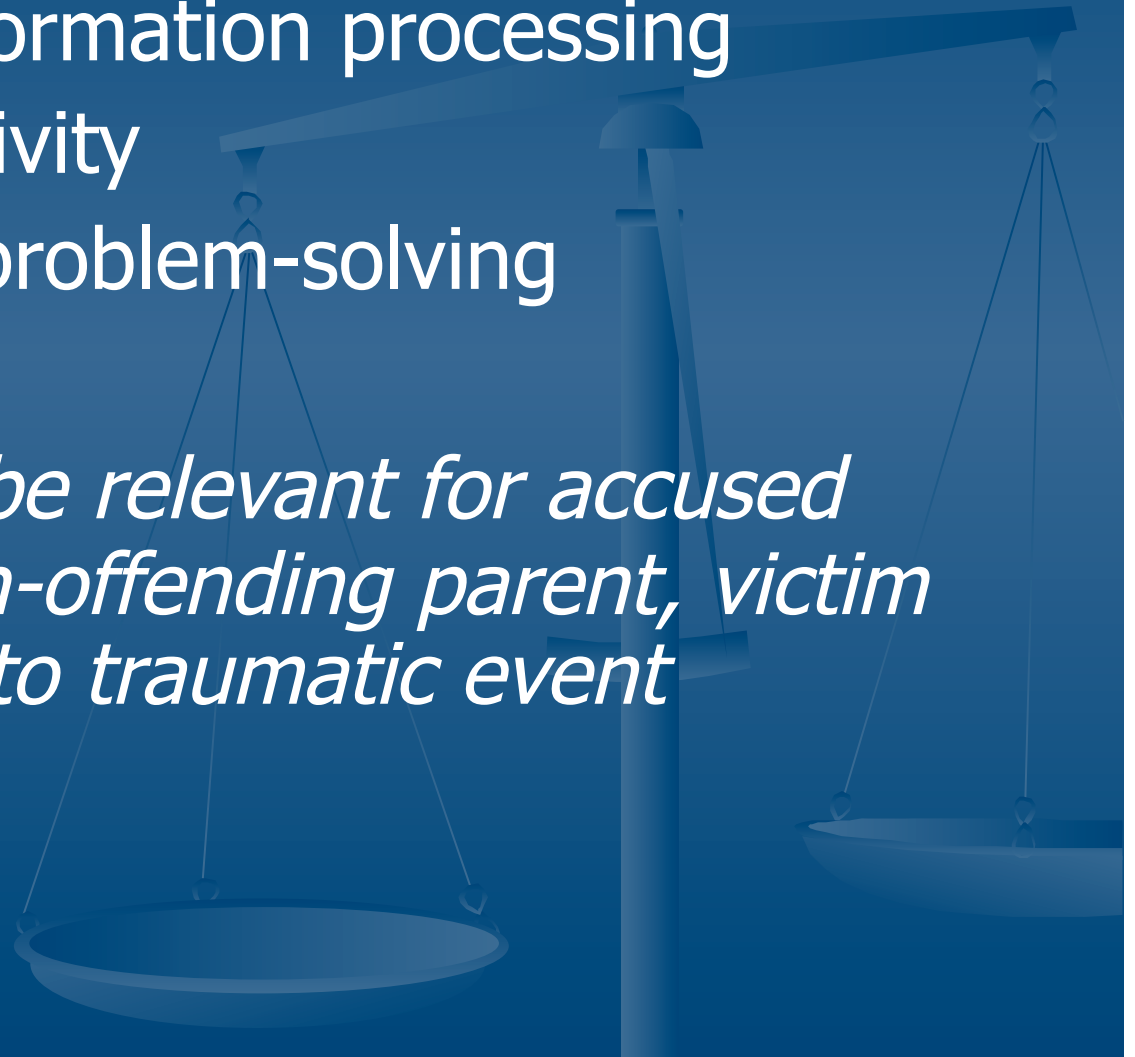 ormation processing
ivity
problem-solving
be relevant for accused
n-offending parent, victim
to traumatic event